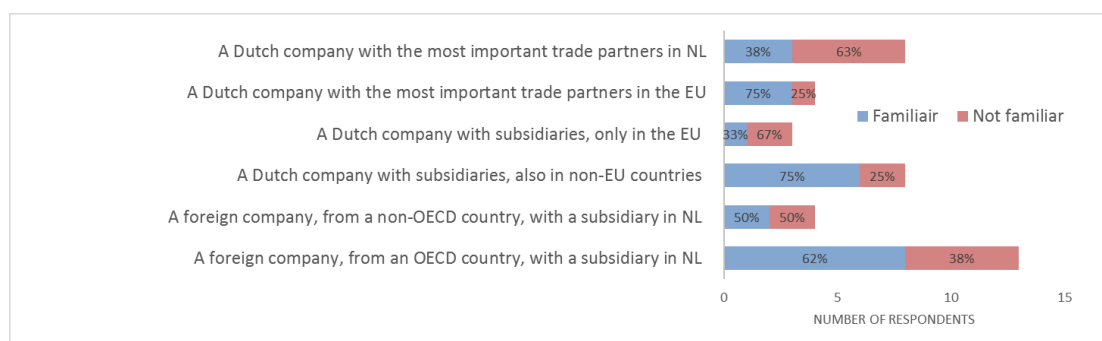 A Dutch company with the most important trade partners in NL
38% 63%
A Dutch company with the most important trade partners in the EU
75% 25%
Familiair Not familiar
A Dutch company with subsidiaries, only in the EU
33% 67%
A Dutch company with subsidiaries, also in non-EU countries
75% 25%
A foreign company, from a non-OECD country, with a subsidiary in NL
50% 50%
A foreign company, from an OECD country, with a subsidiary in NL
62% 38%
0 5 10 15
NUMBER OF RESPONDENTS